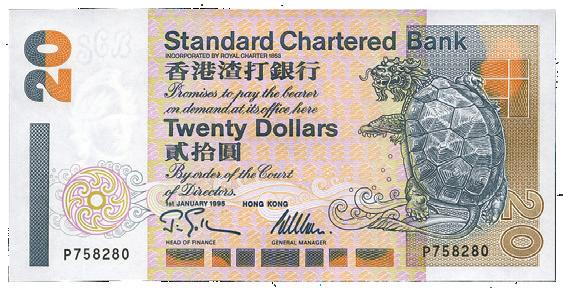 20
Standard Chartered Bank
INCORPORATED BY ROYAL CHARTER 1853
香港渣打銀行
Promises to pay the bearer
on demand at its office here
Twenty Dollars
貳拾圓
By order of the Court
of Directors.
1st JANUARY 1995 HONG KONG
HEAD OF FINANCE GENERAL MANAGER
P758280 P758280
20